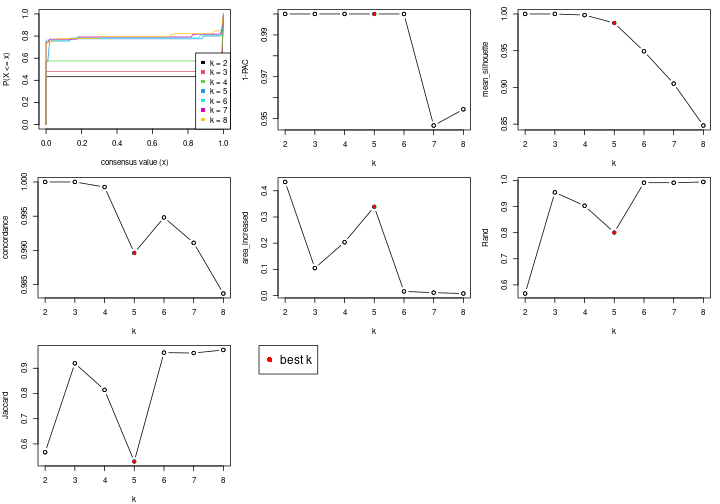 P(X <= x)
0.0 0.2 0.4 0.6 0.8 1.0
0.0 0.2 0.4 0.6 0.8 1.0
consensus value (x)
k = 2
k = 3
k = 4
k = 5
k = 6
k = 7
k = 8
1-PAC
0.95 0.97 0.99
2 3 4 5 6 7 8
k
mean_silhouette
0.85 0.90 0.95 1.00
2 3 4 5 6 7 8
k
concordance
0.985 0.990 0.995 1.000
2 3 4 5 6 7 8
k
area_increased
0.0 0.1 0.2 0.3 0.4
2 3 4 5 6 7 8
k
Rand
0.6 0.7 0.8 0.9 1.0
2 3 4 5 6 7 8
k
Jaccard
0.6 0.7 0.8 0.9
2 3 4 5 6 7 8
k
best k